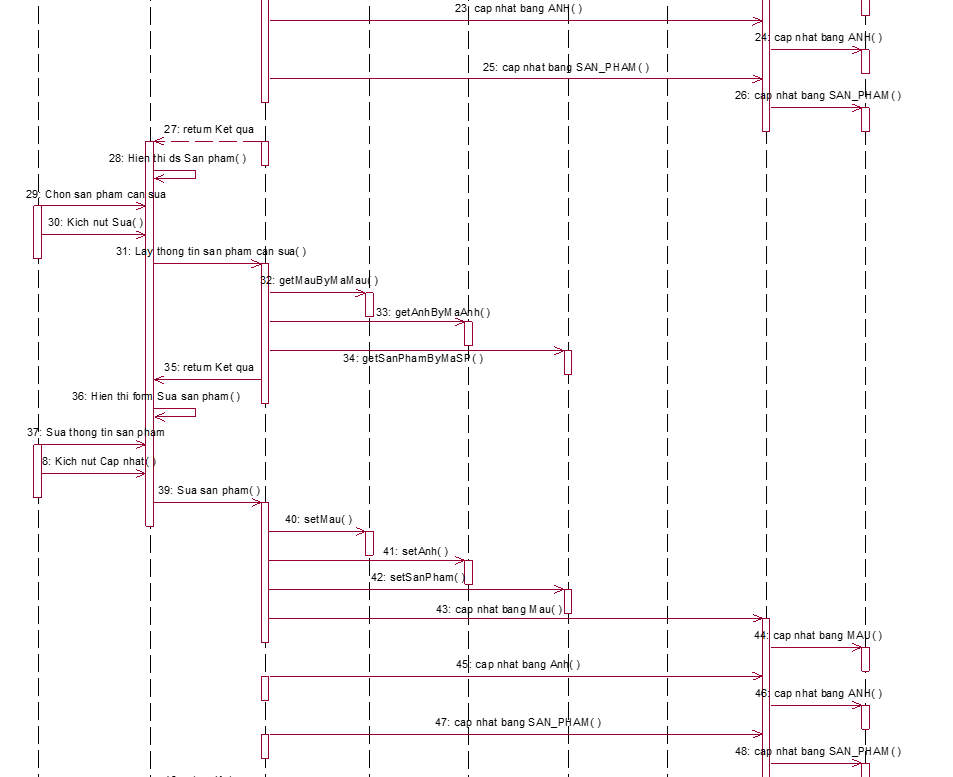 23: cap nhat bang ANH( )
24: cap nhat bang ANH( )
25: cap nhat bang SAN_PHAM( )
26: cap nhat bang SAN_PHAM( )
27: return Ket qua
28: Hien thi ds San pham( )
29: Chon san pham can sua
30: Kich nut Sua( )
31: Lay thong tin san pham can sua( )
32: getMauByMaMau( )
33: getAnhByMaAnh( )
34: getSanPhamByMaSP( )
35: return Ket qua
36: Hien thi form Sua san pham( )
37: Sua thong tin san pham
8: Kich nut Cap nhat( )
39: Sua san pham( )
40: setMau( )
41: setAnh( )
42: setSanPham( )
43: cap nhat bang Mau( )
44: cap nhat bang MAU( )
45: cap nhat bang Anh( )
46: cap nhat bang ANH( )
47: cap nhat bang SAN_PHAM( )
48: cap nhat bang SAN_PHAM( )